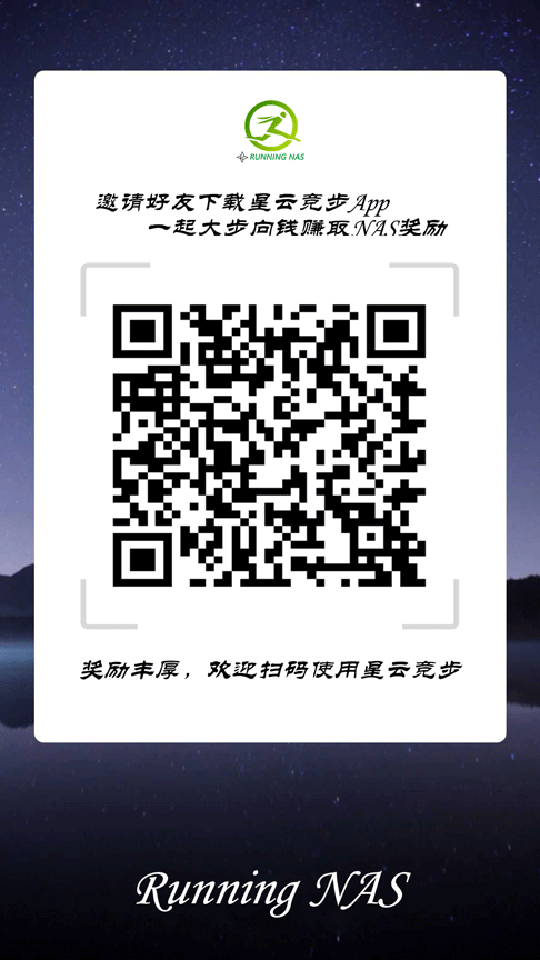 RUNNING NAS
邀请好友下载星云竞步App
一起大步向钱赚取NAS奖励
奖励丰厚，欢迎扫码使用星云竞步
Running NAS